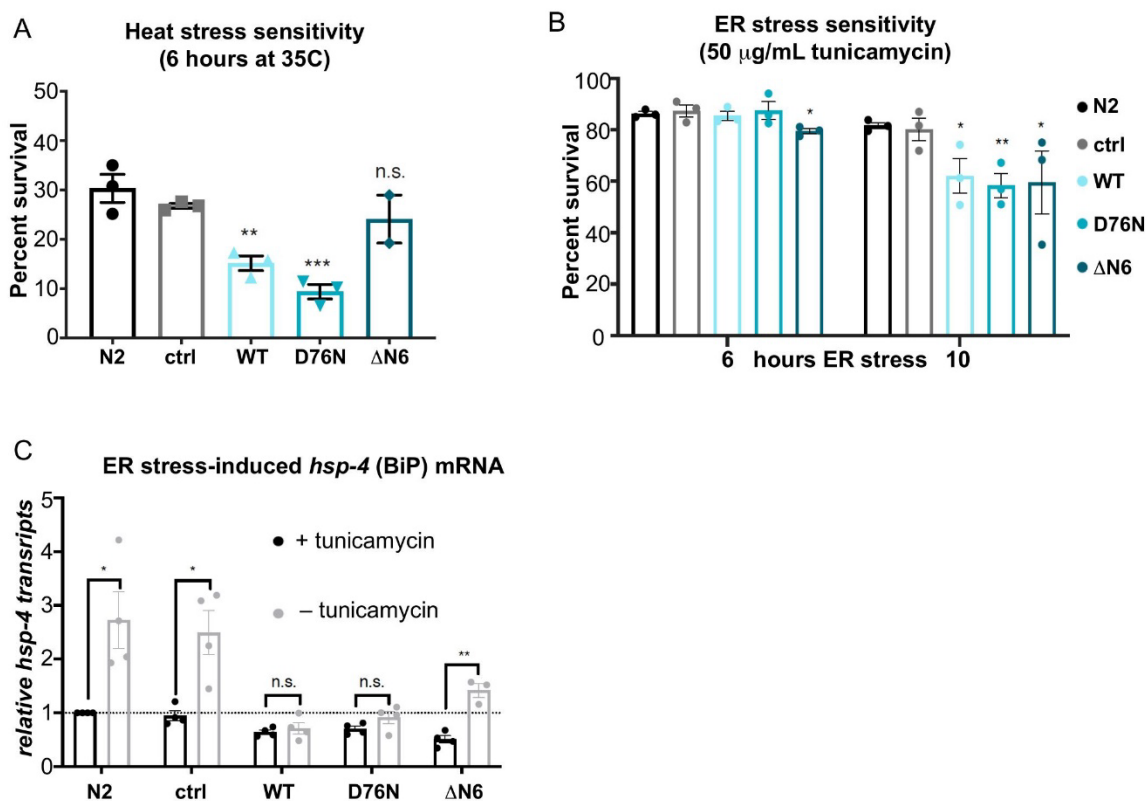 A
Heat stress sensitivity
(6 hours at 35C)
Percent survival
50
40
30
20
10
0
n.s.
**
***
N2 ctrl WT D76N ΔN6
B
ER stress sensitivity
(50 μg/mL tunicamycin)
Percent survival
100
80
60
40
20
0
*
* ** *
6 hours ER stress 10
N2
ctrl
WT
D76N
ΔN6
C
ER stress-induced hsp-4 (BiP) mRNA
relative hsp-4 transcripts
5
4
3
2
1
0
+ tunicamycin
– tunicamycin
* * n.s. n.s. **
N2 ctrl WT D76N ΔN6